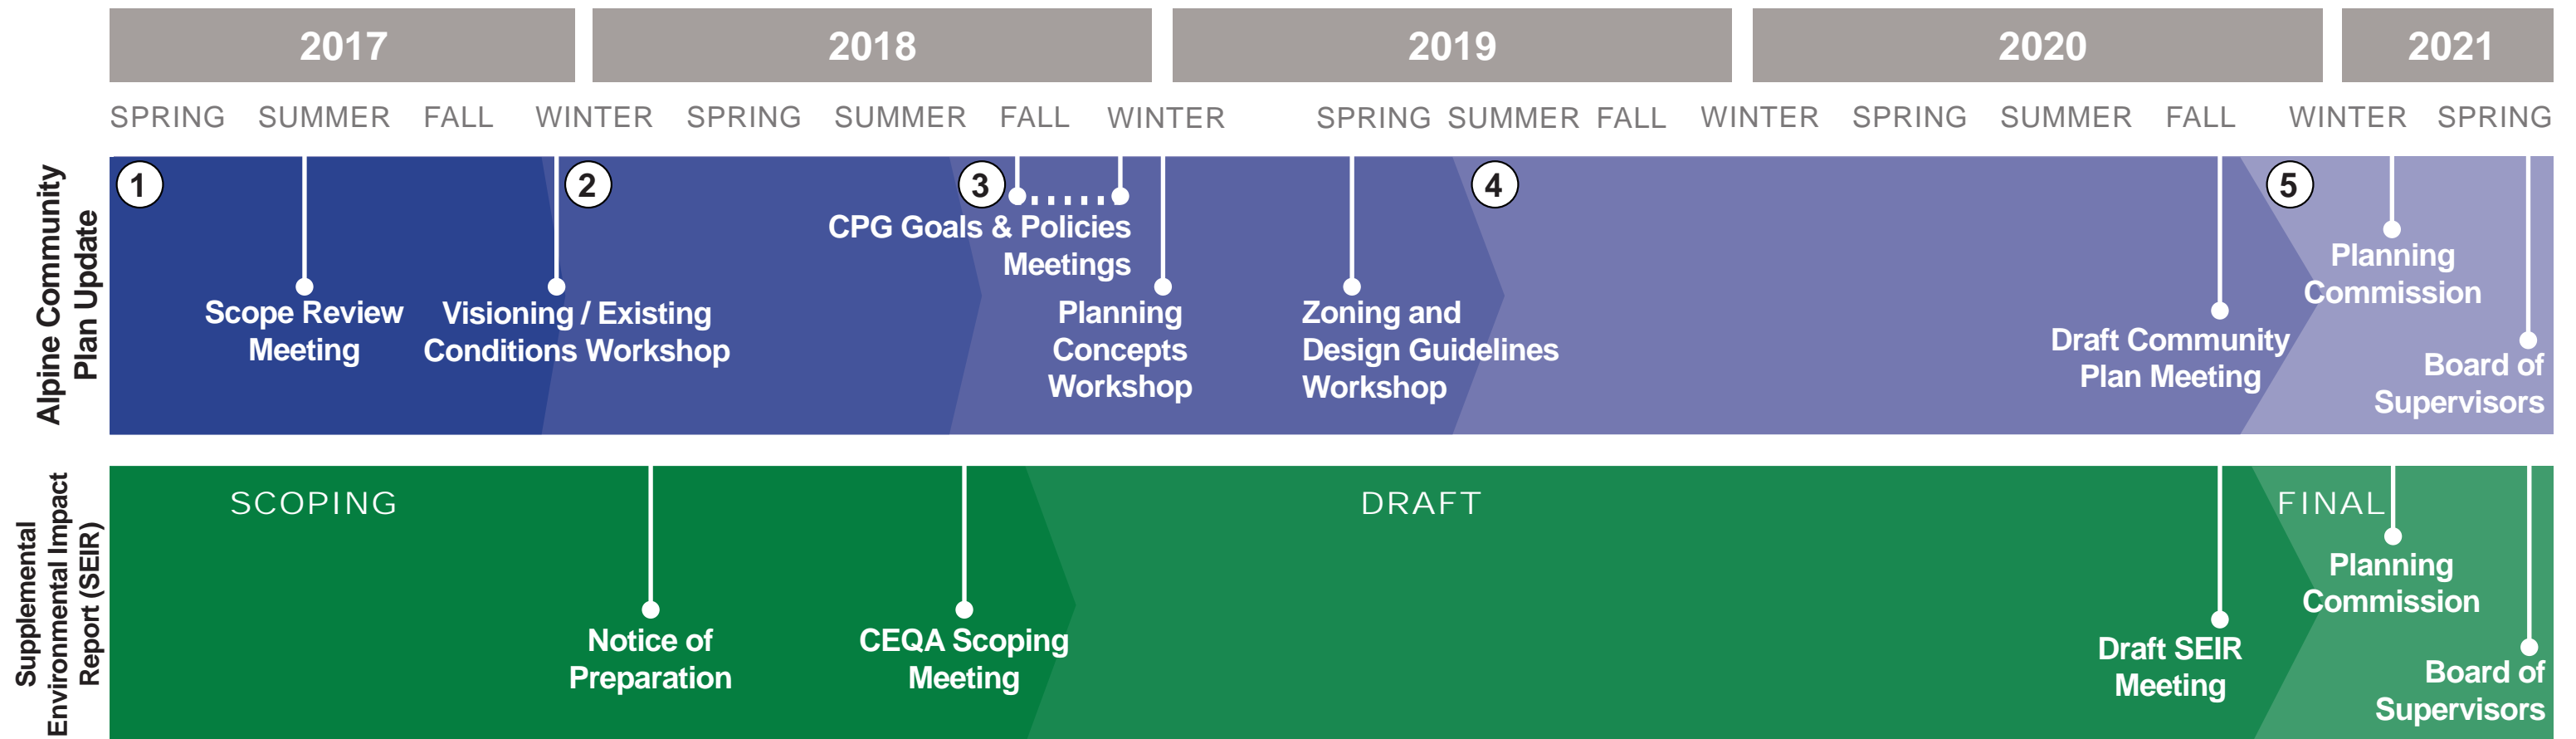 2017 2018 2019 2020 2021
SPRING SUMMER FALL WINTER SPRING SUMMER FALL WINTER SPRING SUMMER FALL WINTER SPRING SUMMER FALL WINTER SPRING
Alpine Community
Plan Update
1
2
3
4
5
Scope Review
Meeting
Visioning / Existing
Conditions Workshop
CPG Goals & Policies
Meetings
Planning
Concepts
Workshop
Zoning and
Design Guidelines
Workshop
Draft Community
Plan Meeting
Planning
Commission
Board of
Supervisors
Supplemental
Environmental Impact
Report (SEIR)
SCOPING
DRAFT
FINAL
Notice of
Preparation
CEQA Scoping
Meeting
Draft SEIR
Meeting
Planning
Commission
Board of
Supervisors